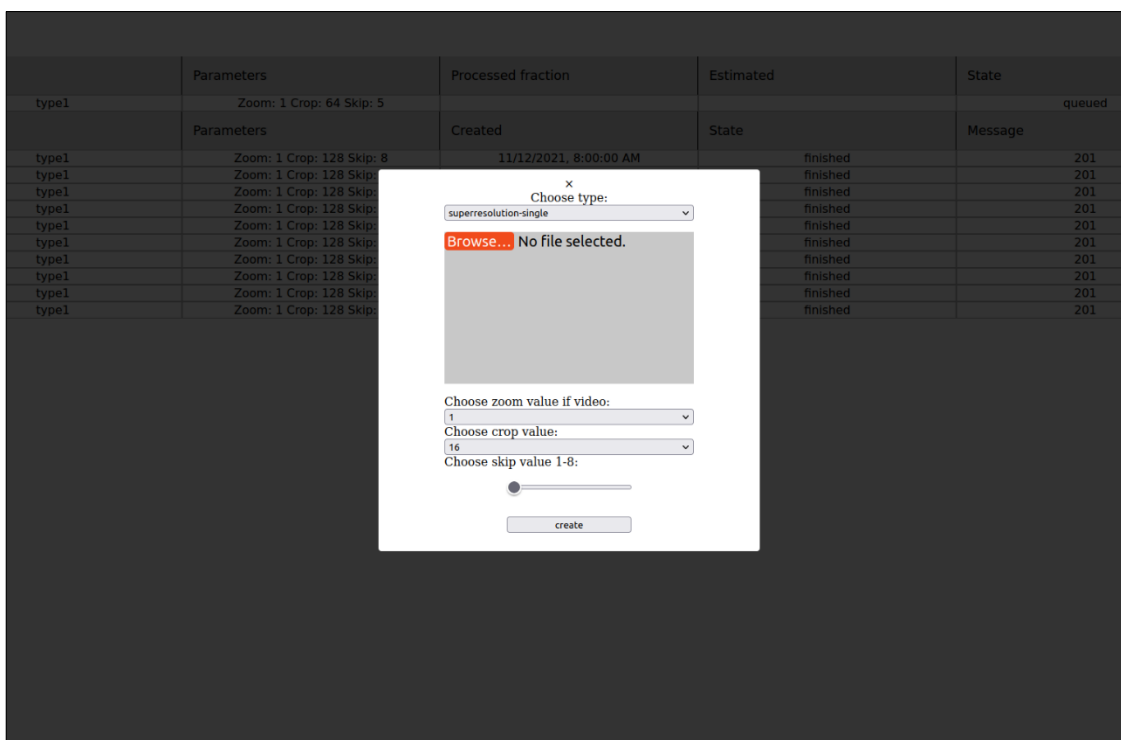 Parameters Processed fraction Estimated State
type1 Zoom: 1 Crop: 64 Skip: 5 queued
Parameters Created State Message
type1 Zoom: 1 Crop: 128 Skip: 8 11/12/2021, 8:00:00 AM finished 201
type1 Zoom: 1 Crop: 128 Skip: finished 201
type1 Zoom: 1 Crop: 128 Skip: finished 201
type1 Zoom: 1 Crop: 128 Skip: finished 201
type1 Zoom: 1 Crop: 128 Skip: finished 201
type1 Zoom: 1 Crop: 128 Skip: finished 201
type1 Zoom: 1 Crop: 128 Skip: finished 201
type1 Zoom: 1 Crop: 128 Skip: finished 201
type1 Zoom: 1 Crop: 128 Skip: finished 201
type1 Zoom: 1 Crop: 128 Skip: finished 201
×
Choose type:
superresolution-single
Browse... No file selected.
Choose zoom value if video:
1
Choose crop value:
16
Choose skip value 1-8:
create